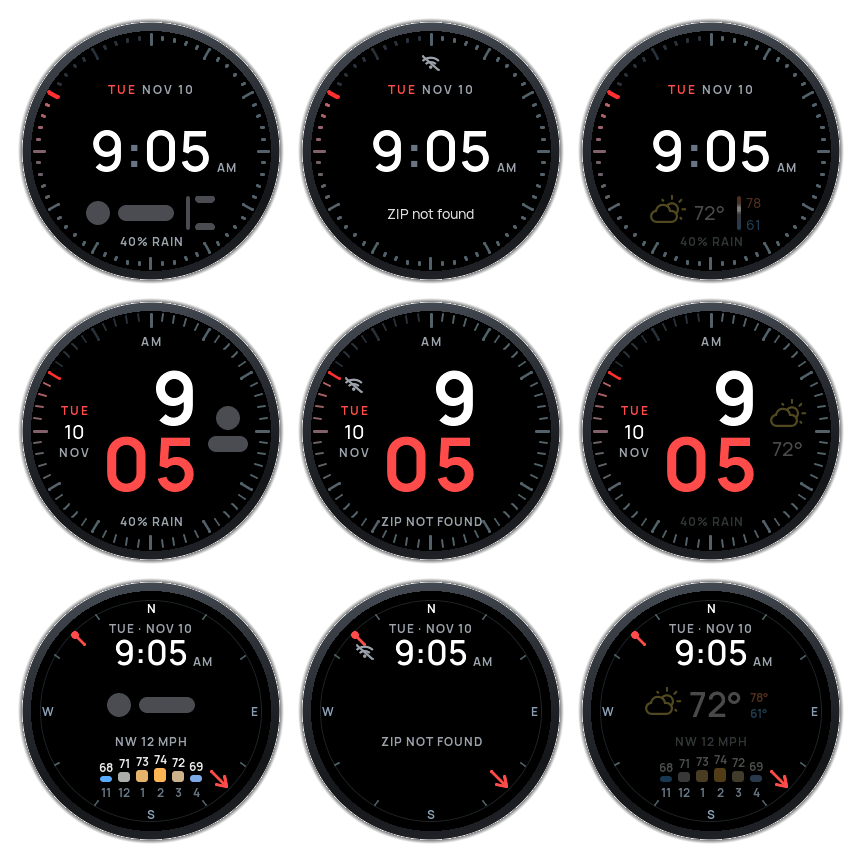 TUE NOV 10
9:05 AM
40% RAIN
TUE NOV 10
9:05 AM
ZIP not found
TUE NOV 10
9:05 AM
72° 78
61
40% RAIN
AM
9
TUE
10
05
NOV
40% RAIN
AM
9
TUE
10
05
NOV
ZIP NOT FOUND
AM
9
TUE
10
05
NOV
72°
40% RAIN
N
TUE · NOV 10
9:05 AM
W E
NW 12 MPH
68 71 73 74 72 69
11 12 1 2 3 4
S
N
TUE · NOV 10
9:05 AM
W E
ZIP NOT FOUND
S
N
TUE · NOV 10
9:05 AM
72° 78°
61°
W E
NW 12 MPH
68 71 73 74 72 69
11 12 1 2 3 4
S